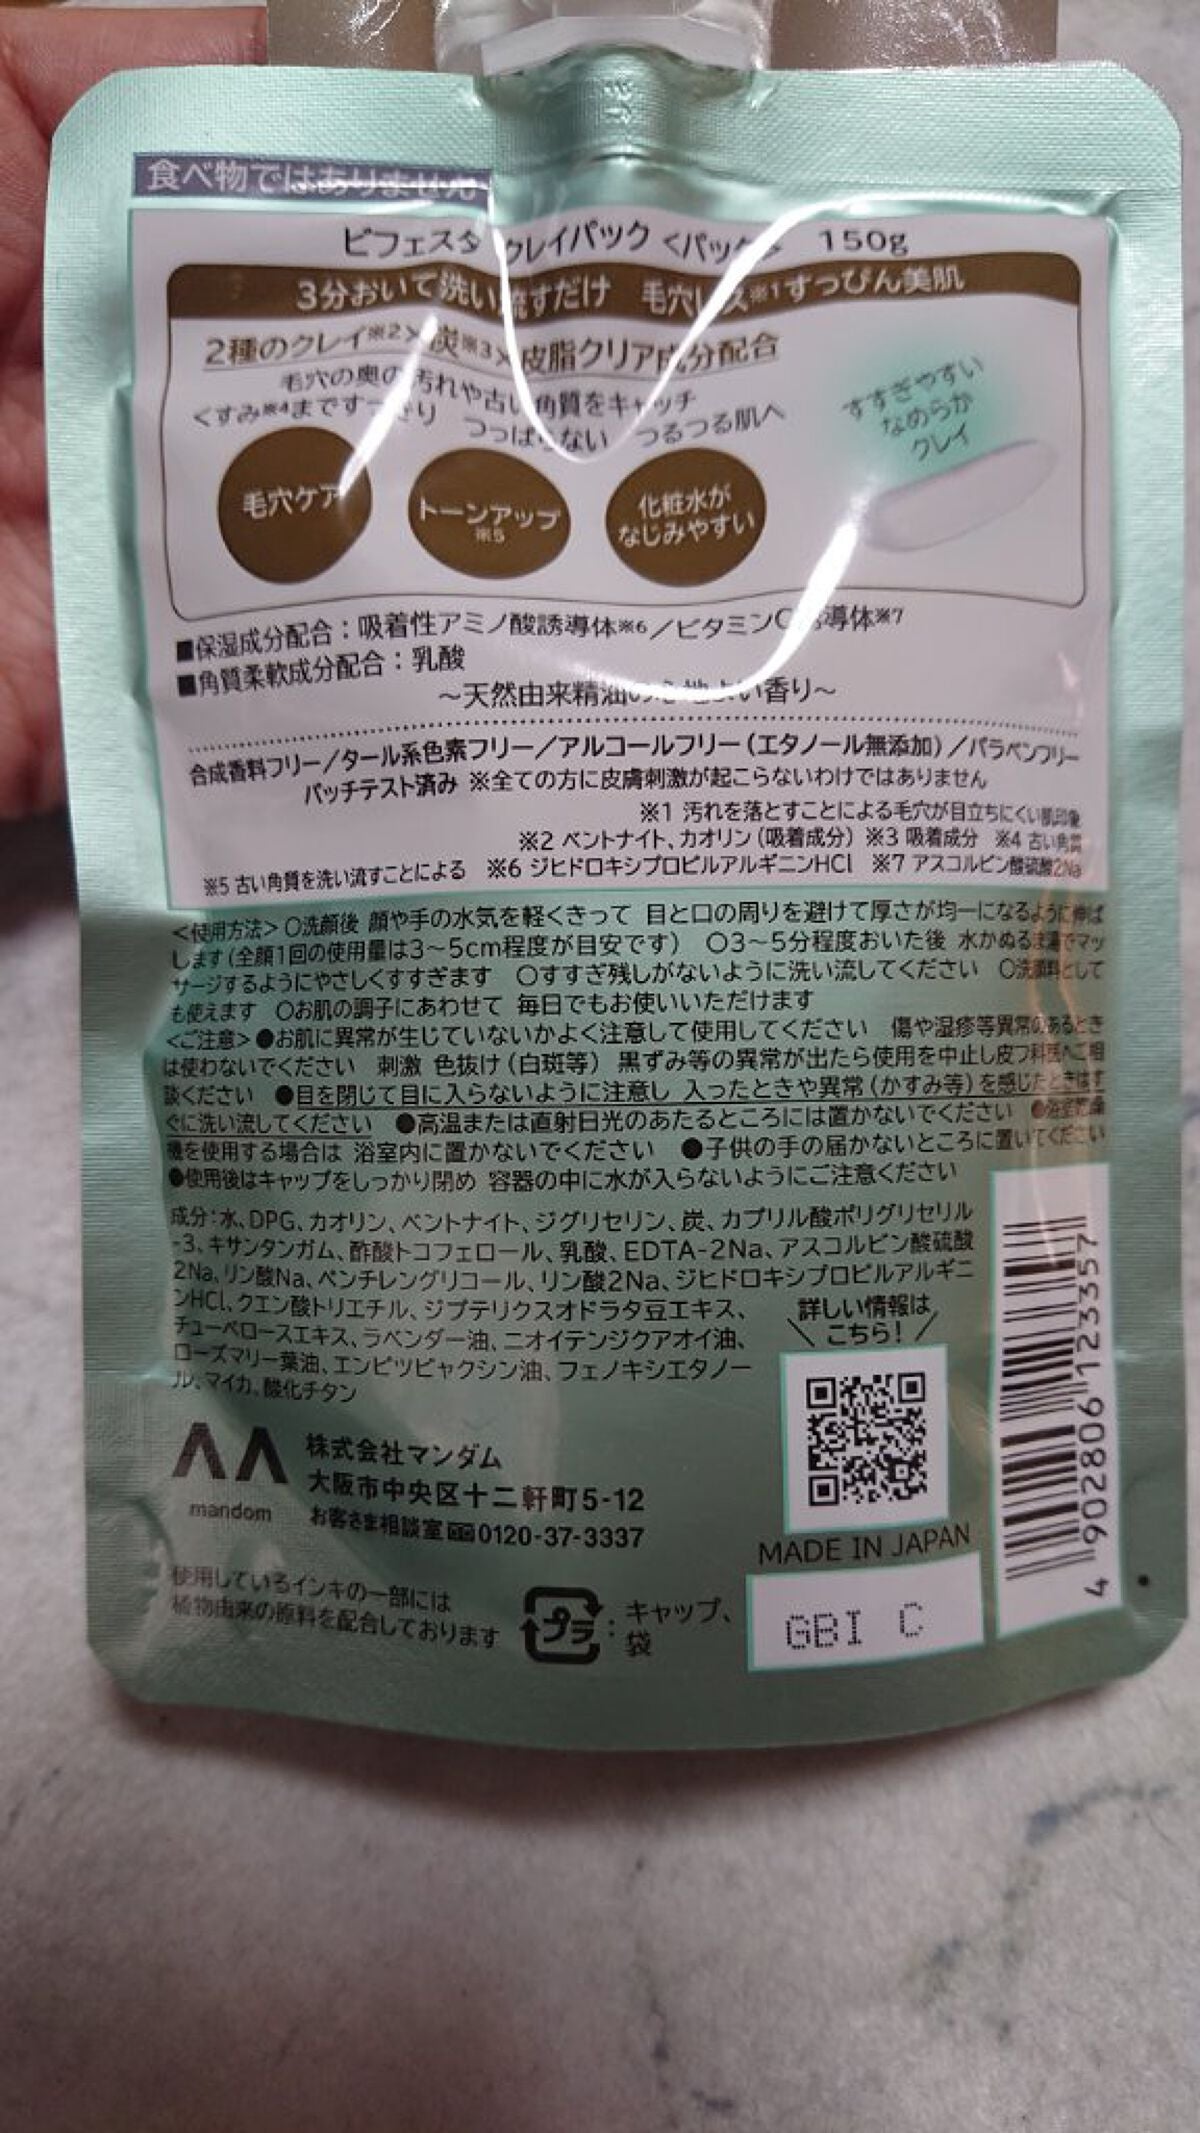 食べ物ではありません
ビフェスタ クレイパック <パック> 150g
3分おいて洗い流すだけ 毛穴レス※1すっぴん美肌
2種のクレイ※2×炭※3×皮脂クリア成分配合
毛穴の奥の汚れや古い角質をキャッチ
くすみ※4まですっきり つっぱらない つるつる肌へ
すすぎやすい
なめらか
クレイ
毛穴ケア
トーンアップ
※5
化粧水が
なじみやすい
■保湿成分配合：吸着性アミノ酸誘導体※6／ビタミンC誘導体※7
■角質柔軟成分配合：乳酸
～天然由来精油の心地よい香り～
合成香料フリー／タール系色素フリー／アルコールフリー（エタノール無添加）／パラベンフリー
パッチテスト済み ※全ての方に皮膚刺激が起こらないわけではありません
※1 汚れを落とすことによる毛穴が目立ちにくい肌印象
※2 ベントナイト、カオリン（吸着成分） ※3 吸着成分 ※4 古い角質
※5 古い角質を洗い流すことによる ※6 ジヒドロキシプロピルアルギニンHCl ※7 アスコルビン酸硫酸2Na
<使用方法> ○洗顔後 顔や手の水気を軽くきって 目と口の周りを避けて厚さが均一になるように伸ば
します（全顔1回の使用量は3～5cm程度が目安です） ○3～5分程度おいた後 水かぬるま湯でマッ
サージするようにやさしくすすぎます ○すすぎ残しがないように洗い流してください ○洗顔料として
も使えます ○お肌の調子にあわせて 毎日でもお使いいただけます
<ご注意> ●お肌に異常が生じていないかよく注意して使用してください 傷や湿疹等異常のあるとき
は使わないでください 刺激 色抜け（白斑等） 黒ずみ等の異常が出たら使用を中止し皮フ科医へご相
談ください ●目を閉じて目に入らないように注意し 入ったときや異常（かすみ等）を感じたときはす
ぐに洗い流してください ●高温または直射日光のあたるところには置かないでください ●浴室乾燥
機を使用する場合は 浴室内に置かないでください ●子供の手の届かないところに置いてください
●使用後はキャップをしっかり閉め 容器の中に水が入らないようにご注意ください
成分：水、DPG、カオリン、ベントナイト、ジグリセリン、炭、カプリル酸ポリグリセリル
-3、キサンタンガム、酢酸トコフェロール、乳酸、EDTA-2Na、アスコルビン酸硫酸
2Na、リン酸Na、ペンチレングリコール、リン酸2Na、ジヒドロキシプロピルアルギニ
ンHCl、クエン酸トリエチル、ジプテリクスオドラタ豆エキス、
チューベロースエキス、ラベンダー油、ニオイテンジクアオイ油、
ローズマリー葉油、エンピツビャクシン油、フェノキシエタノー
ル、マイカ、酸化チタン
詳しい情報は
＼こちら！／
mandom
株式会社マンダム
大阪市中央区十二軒町5-12
お客さま相談室 0120-37-3337
MADE IN JAPAN
使用しているインキの一部には
植物由来の原料を配合しております
プラ：キャップ、
袋
GBI C
4 902806 123357